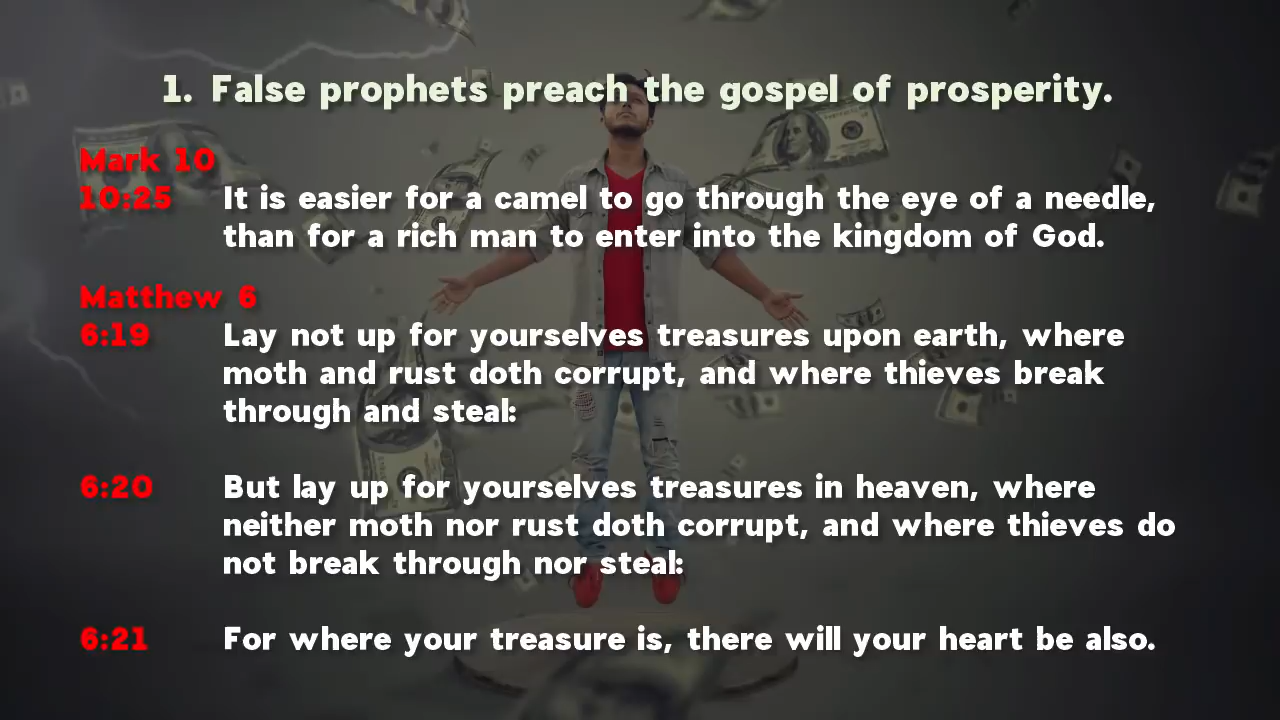 1. False prophets preach the gospel of prosperity.
Mark 10
10:25 It is easier for a camel to go through the eye of a needle,
than for a rich man to enter into the kingdom of God.
Matthew 6
6:19 Lay not up for yourselves treasures upon earth, where
moth and rust doth corrupt, and where thieves break
through and steal:
6:20 But lay up for yourselves treasures in heaven, where
neither moth nor rust doth corrupt, and where thieves do
not break through nor steal:
6:21 For where your treasure is, there will your heart be also.